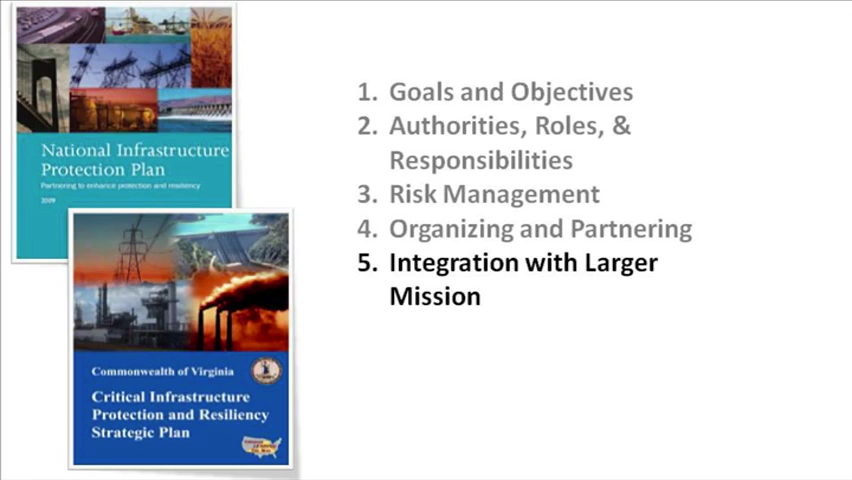 National Infrastructure
Protection Plan
Partnering to enhance protection and resiliency
2009
Commonwealth of Virginia
Critical Infrastructure
Protection and Resiliency
Strategic Plan
1. Goals and Objectives
2. Authorities, Roles, &
Responsibilities
3. Risk Management
4. Organizing and Partnering
5. Integration with Larger
Mission